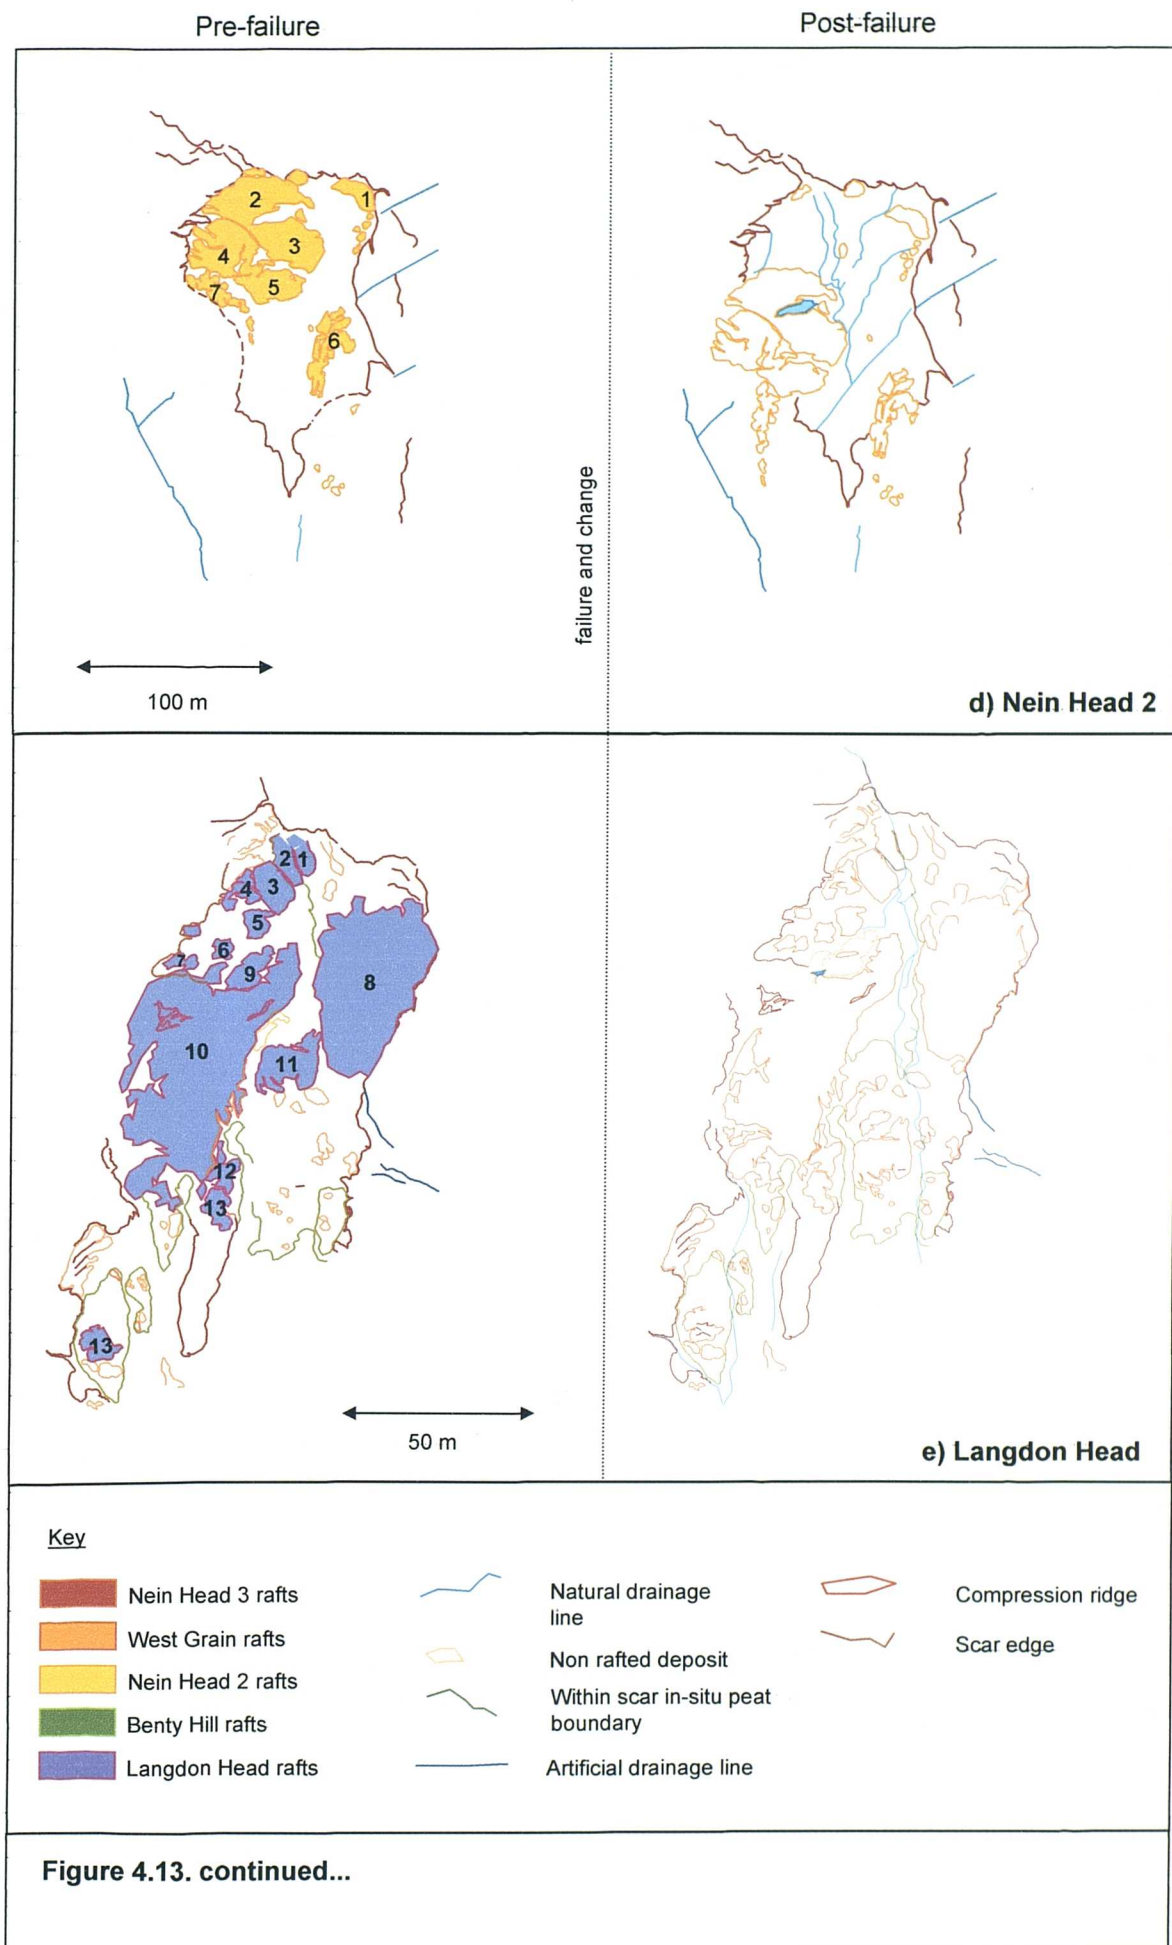 Pre-failure
Post-failure
2
1
3
4
5
7
6
failure and change
100 m
d) Nein Head 2
2
1
3
4
5
6
7
9
8
10
11
12
13
13
50 m
e) Langdon Head
Key
Nein Head 3 rafts
West Grain rafts
Nein Head 2 rafts
Benty Hill rafts
Langdon Head rafts
Natural drainage
line
Non rafted deposit
Within scar in-situ peat
boundary
Artificial drainage line
Compression ridge
Scar edge
Figure 4.13. continued...